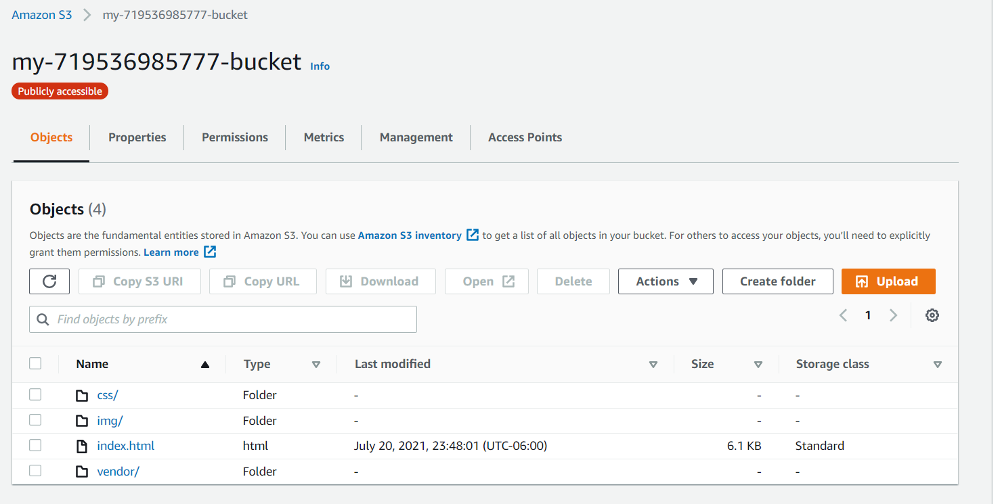 Amazon S3 > my-719536985777-bucket
my-719536985777-bucket Info
Publicly accessible
Objects Properties Permissions Metrics Management Access Points
Objects (4)
Objects are the fundamental entities stored in Amazon S3. You can use Amazon S3 inventory to get a list of all objects in your bucket. For others to access your objects, you'll need to explicitly
grant them permissions. Learn more
Copy S3 URI Copy URL Download Open Delete Actions Create folder Upload
Find objects by prefix
1
Name Type Last modified Size Storage class
css/ Folder - - -
img/ Folder - - -
index.html html July 20, 2021, 23:48:01 (UTC-06:00) 6.1 KB Standard
vendor/ Folder - - -